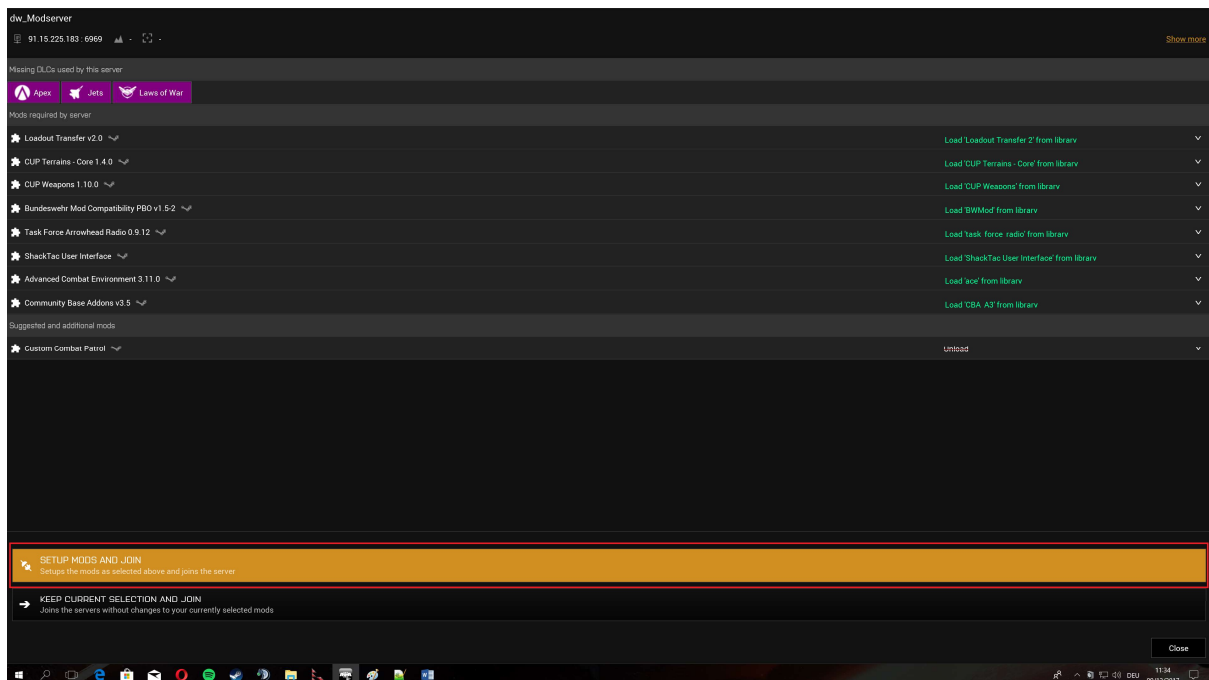 dw_Modserver
91.15.225.183 : 6969 - -
Show more
Missing DLCs used by this server
Apex Jets Laws of War
Mods required by server
Loadout Transfer v2.0 Load 'Loadout Transfer 2' from library
CUP Terrains - Core 1.4.0 Load 'CUP Terrains - Core' from library
CUP Weapons 1.10.0 Load 'CUP Weapons' from library
Bundeswehr Mod Compatibility PBO v1.5-2 Load 'BWMod' from library
Task Force Arrowhead Radio 0.9.12 Load 'task force radio' from library
ShackTac User Interface Load 'ShackTac User Interface' from library
Advanced Combat Environment 3.11.0 Load 'ace' from library
Community Base Addons v3.5 Load 'CBA A3' from library
Suggested and additional mods
Custom Combat Patrol Unload
SETUP MODS AND JOIN
Setups the mods as selected above and joins the server
KEEP CURRENT SELECTION AND JOIN
Joins the servers without changes to your currently selected mods
Close
DEU 11:34